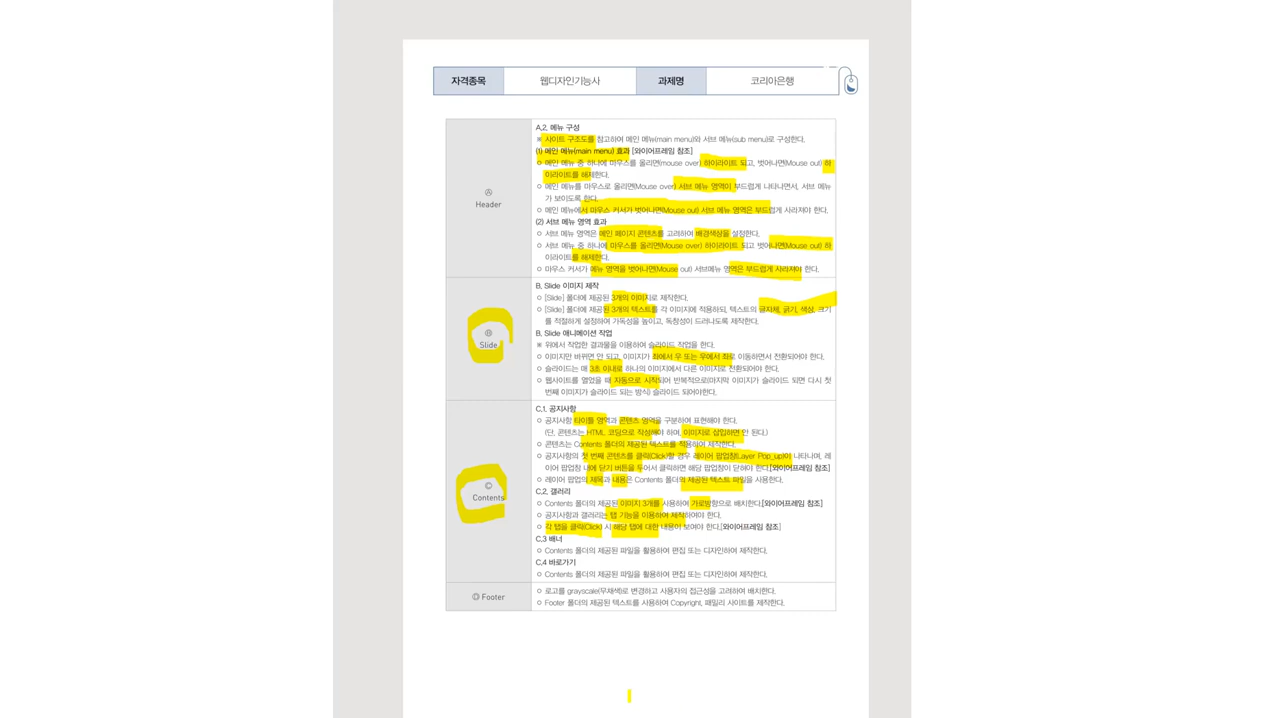 자격종목 웹디자인기능사 과제명 코리아은행
Ⓐ
Header
A.2. 메뉴 구성
※ 사이트 구조도를 참고하여 메인 메뉴(main menu)와 서브 메뉴(sub menu)로 구성한다.
(1) 메인 메뉴(main menu) 효과 [와이어프레임 참조]
○ 메인 메뉴 중 하나에 마우스를 올리면(mouse over) 하이라이트 되고, 벗어나면(Mouse out) 하
이라이트를 해제한다.
○ 메인 메뉴를 마우스로 올리면(Mouse over) 서브 메뉴 영역이 부드럽게 나타나면서, 서브 메뉴
가 보이도록 한다.
○ 메인 메뉴에서 마우스 커서가 벗어나면(Mouse out) 서브 메뉴 영역은 부드럽게 사라져야 한다.
(2) 서브 메뉴 영역 효과
○ 서브 메뉴 영역은 메인 페이지 콘텐츠를 고려하여 배경색상을 설정한다.
○ 서브 메뉴 중 하나에 마우스를 올리면(Mouse over) 하이라이트 되고 벗어나면(Mouse out) 하
이라이트를 해제한다.
○ 마우스 커서가 메뉴 영역을 벗어나면(Mouse out) 서브메뉴 영역은 부드럽게 사라져야 한다.
Ⓑ
Slide
B. Slide 이미지 제작
○ [Slide] 폴더에 제공된 3개의 이미지로 제작한다.
○ [Slide] 폴더에 제공된 3개의 텍스트를 각 이미지에 적용하되, 텍스트의 글자체, 굵기, 색상, 크기
를 적절하게 설정하여 가독성을 높이고, 독창성이 드러나도록 제작한다.
B. Slide 애니메이션 작업
※ 위에서 작업한 결과물을 이용하여 슬라이드 작업을 한다.
○ 이미지만 바뀌면 안 되고, 이미지가 좌에서 우 또는 우에서 좌로 이동하면서 전환되어야 한다.
○ 슬라이드는 매 3초 이내로 하나의 이미지에서 다른 이미지로 전환되어야 한다.
○ 웹사이트를 열었을 때 자동으로 시작되어 반복적으로(마지막 이미지가 슬라이드 되면 다시 첫
번째 이미지가 슬라이드 되는 방식) 슬라이드 되어야한다.
Ⓒ
Contents
C.1. 공지사항
○ 공지사항 타이틀 영역과 콘텐츠 영역을 구분하여 표현해야 한다.
(단, 콘텐츠는 HTML 코딩으로 작성해야 하며, 이미지로 삽입하면 안 된다.)
○ 콘텐츠는 Contents 폴더의 제공된 텍스트를 적용하여 제작한다.
○ 공지사항의 첫 번째 콘텐츠를 클릭(Click)할 경우 레이어 팝업창(Layer Pop_up)이 나타나며, 레
이어 팝업창 내에 닫기 버튼을 두어서 클릭하면 해당 팝업창이 닫혀야 한다.[와이어프레임 참조]
○ 레이어 팝업의 제목과 내용은 Contents 폴더의 제공된 텍스트 파일을 사용한다.
C.2. 갤러리
○ Contents 폴더의 제공된 이미지 3개를 사용하여 가로방향으로 배치한다.[와이어프레임 참조]
○ 공지사항과 갤러리는 탭 기능을 이용하여 제작하여야 한다.
○ 각 탭을 클릭(Click) 시 해당 탭에 대한 내용이 보여야 한다.[와이어프레임 참조]
C.3 배너
○ Contents 폴더의 제공된 파일을 활용하여 편집 또는 디자인하여 제작한다.
C.4 바로가기
○ Contents 폴더의 제공된 파일을 활용하여 편집 또는 디자인하여 제작한다.
Ⓓ Footer
○ 로고를 grayscale(무채색)로 변경하고 사용자의 접근성을 고려하여 배치한다.
○ Footer 폴더의 제공된 텍스트를 사용하여 Copyright, 패밀리 사이트를 제작한다.